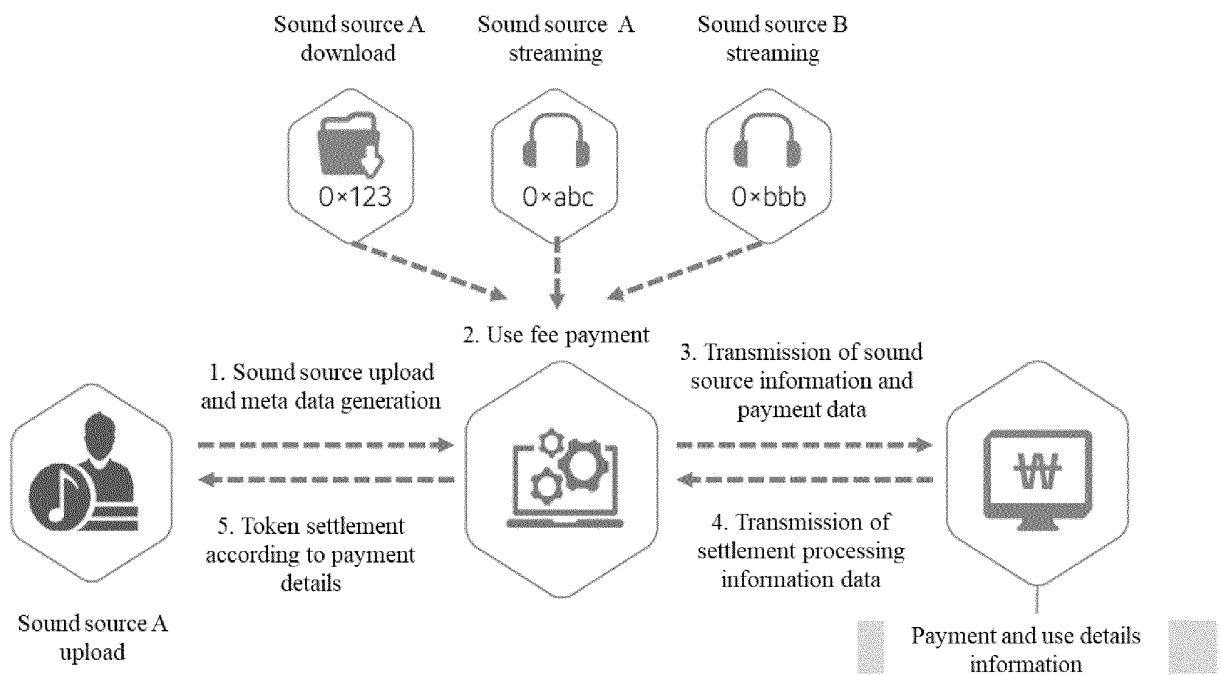 Sound source A
download
Sound source A
streaming
Sound source B
streaming
0×123
0×abc
0×bbb
2. Use fee payment
1. Sound source upload
and meta data generation
3. Transmission of sound
source information and
payment data
₩
5. Token settlement
according to payment
details
4. Transmission of
settlement processing
information data
Sound source A
upload
Payment and use details
information